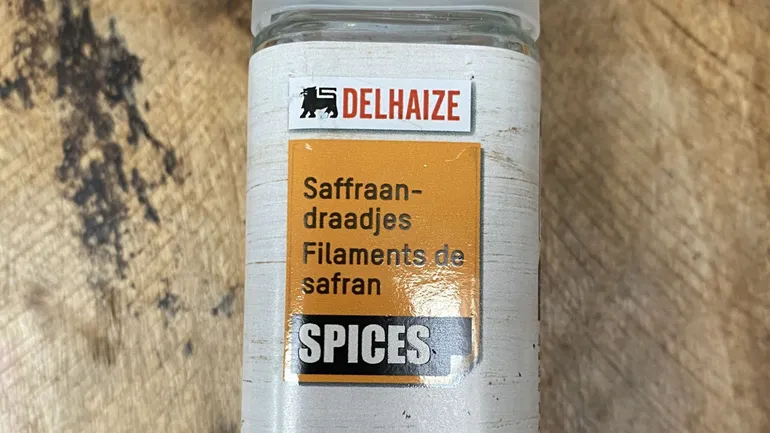 DELHAIZE
Saffraan-
draadjes
Filaments de
safran
SPICES